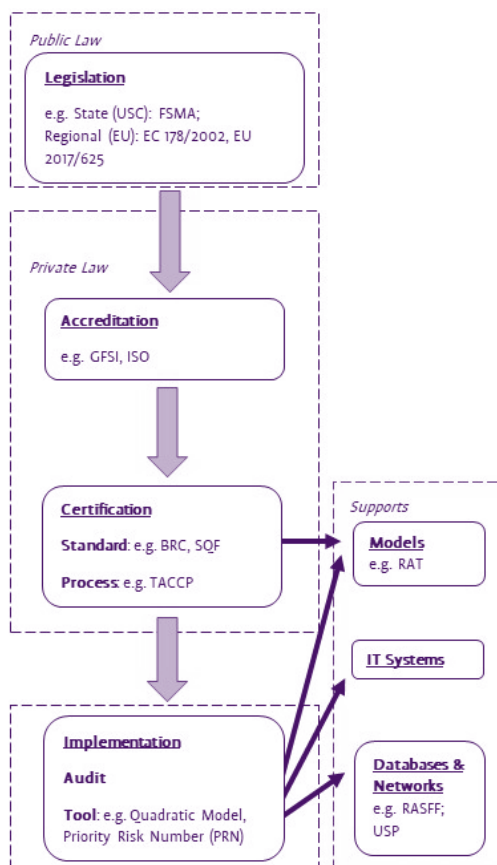 Public Law
Legislation
e.g. State (USC): FSMA;
Regional (EU): EC 178/2002, EU
2017/625
Private Law
Accreditation
e.g. GFSI, ISO
Certification
Standard: e.g. BRC, SQF
Process: e.g. TACCP
Supports
Models
e.g. RAT
IT Systems
Implementation
Audit
Tool: e.g. Quadratic Model,
Priority Risk Number (PRN)
Databases &
Networks
e.g. RASFF;
USP